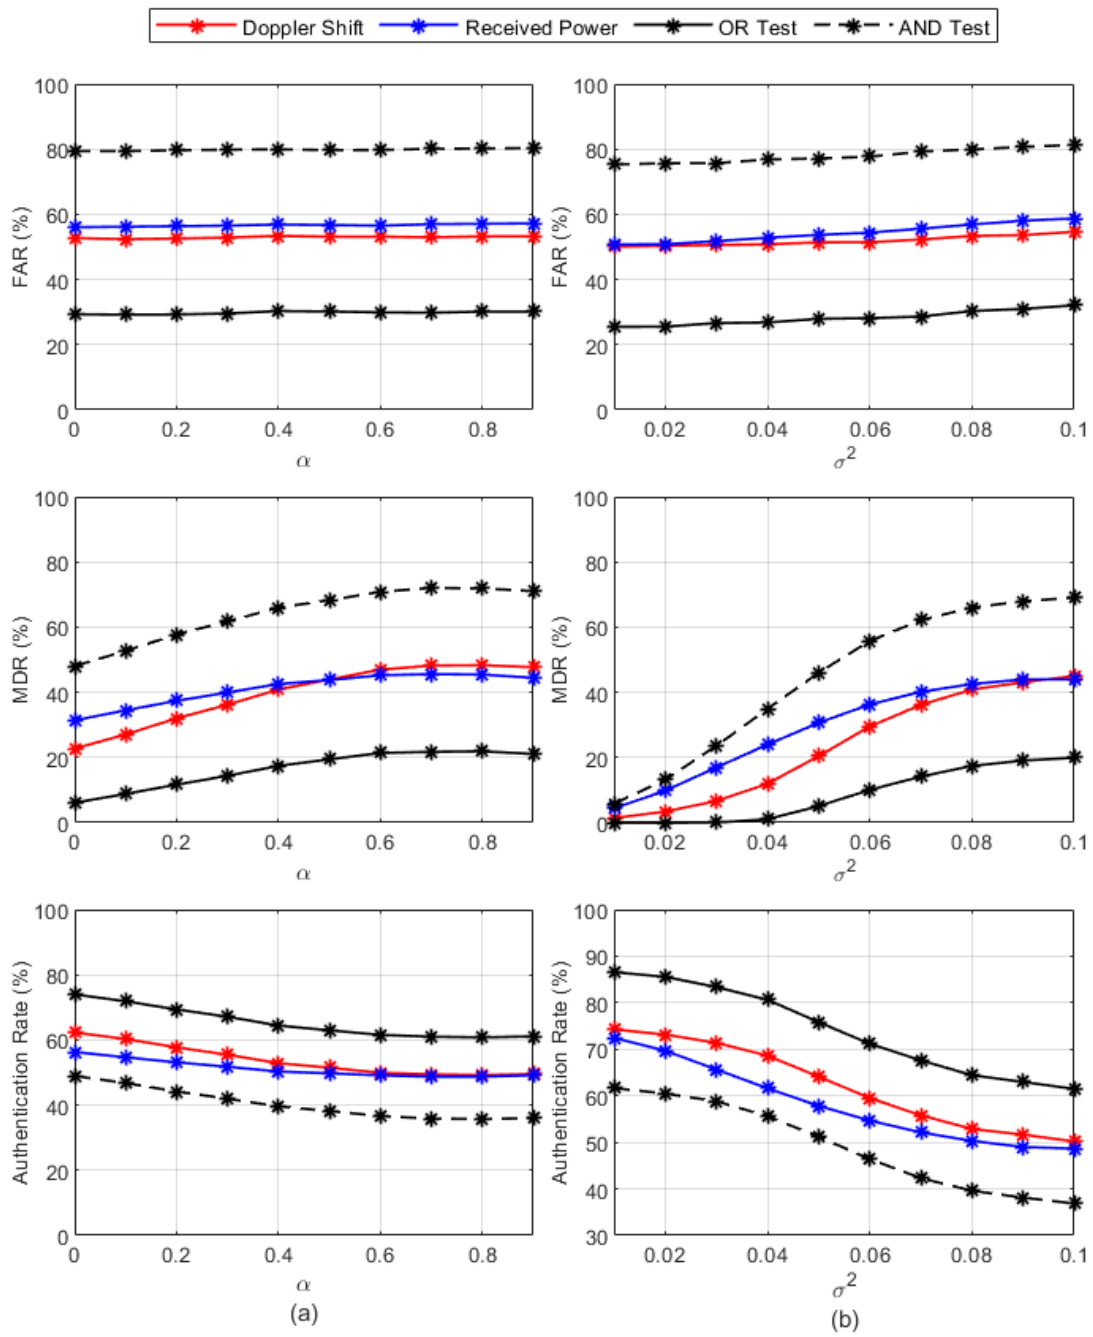 Doppler Shift Received Power OR Test AND Test
100 80 60 40 20 0
FAR (%)
0 0.2 0.4 0.6 0.8
α
100 80 60 40 20 0
FAR (%)
0.02 0.04 0.06 0.08 0.1
σ²
100 80 60 40 20 0
MDR (%)
0 0.2 0.4 0.6 0.8
α
100 80 60 40 20 0
MDR (%)
0.02 0.04 0.06 0.08 0.1
σ²
100 80 60 40 20 0
Authentication Rate (%)
0 0.2 0.4 0.6 0.8
α
(a)
100 90 80 70 60 50 40 30
Authentication Rate (%)
0.02 0.04 0.06 0.08 0.1
σ²
(b)